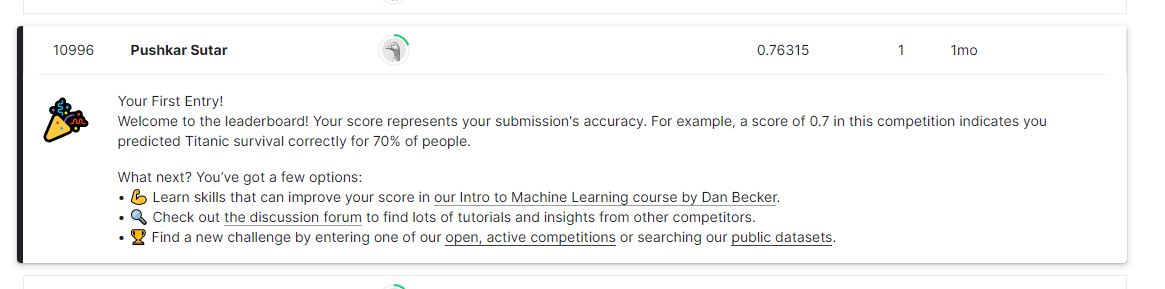 10996 Pushkar Sutar 0.76315 1 1mo
Your First Entry!
Welcome to the leaderboard! Your score represents your submission's accuracy. For example, a score of 0.7 in this competition indicates you
predicted Titanic survival correctly for 70% of people.
What next? You’ve got a few options:
• 💪 Learn skills that can improve your score in our Intro to Machine Learning course by Dan Becker.
• 🔍 Check out the discussion forum to find lots of tutorials and insights from other competitors.
• 🏆 Find a new challenge by entering one of our open, active competitions or searching our public datasets.